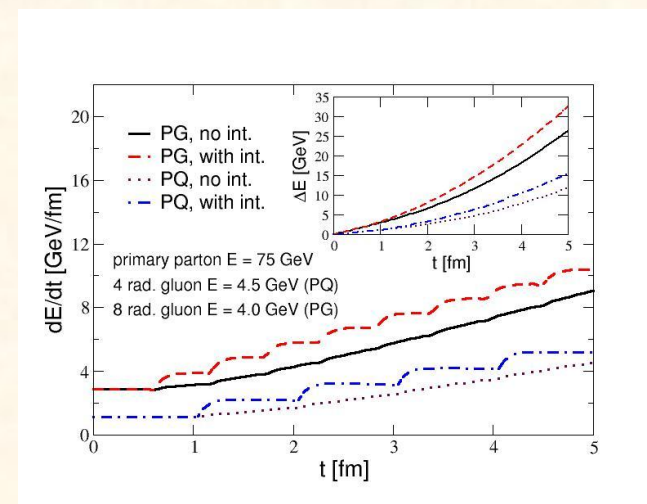 dE/dt [GeV/fm]
20
16
12
8
4
0
0 1 2 3 4 5
t [fm]
PG, no int.
PG, with int.
PQ, no int.
PQ, with int.
primary parton E = 75 GeV
4 rad. gluon E = 4.5 GeV (PQ)
8 rad. gluon E = 4.0 GeV (PG)
ΔE [GeV]
35
30
25
20
15
10
5
0
0 1 2 3 4 5
t [fm]